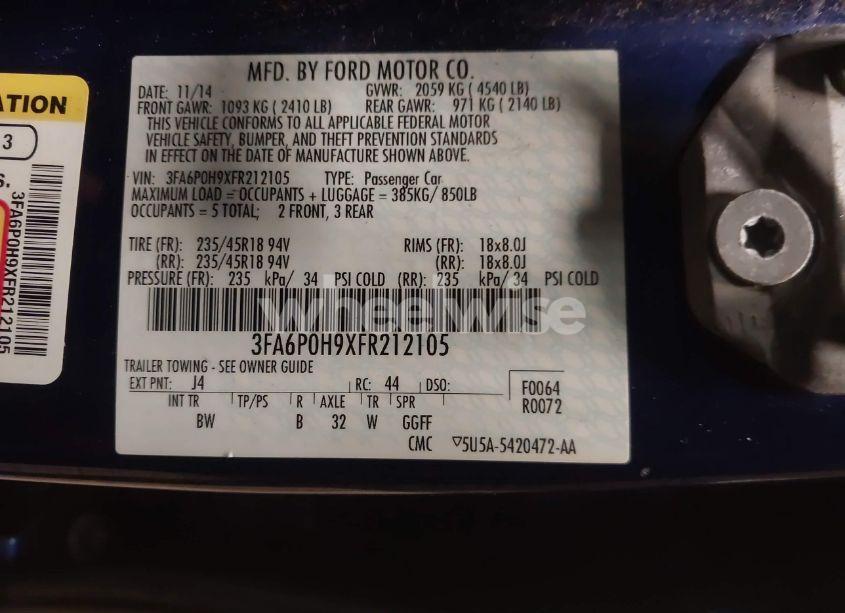 MFD. BY FORD MOTOR CO.
DATE: 11/14 GVWR: 2059 KG ( 4540 LB)
FRONT GAWR: 1093 KG ( 2410 LB) REAR GAWR: 971 KG ( 2140 LB)
THIS VEHICLE CONFORMS TO ALL APPLICABLE FEDERAL MOTOR
VEHICLE SAFETY, BUMPER, AND THEFT PREVENTION STANDARDS
IN EFFECT ON THE DATE OF MANUFACTURE SHOWN ABOVE.
VIN: 3FA6P0H9XFR212105 TYPE: Passenger Car
MAXIMUM LOAD = OCCUPANTS + LUGGAGE = 385KG/ 850LB
OCCUPANTS = 5 TOTAL; 2 FRONT, 3 REAR
TIRE (FR): 235/45R18 94V RIMS (FR): 18x8.0J
(RR): 235/45R18 94V (RR): 18x8.0J
PRESSURE (FR): 235 kPa/ 34 PSI COLD (RR): 235 kPa/ 34 PSI COLD
wheelwise
3FA6P0H9XFR212105
TRAILER TOWING - SEE OWNER GUIDE
EXT PNT: J4 RC: 44 DSO:
F0064
R0072
INT TR TP/PS R AXLE TR SPR
BW B 32 W GGFF
CMC 5U5A-5420472-AA
ATION
3
S.
3FA6P0H9XFR212105